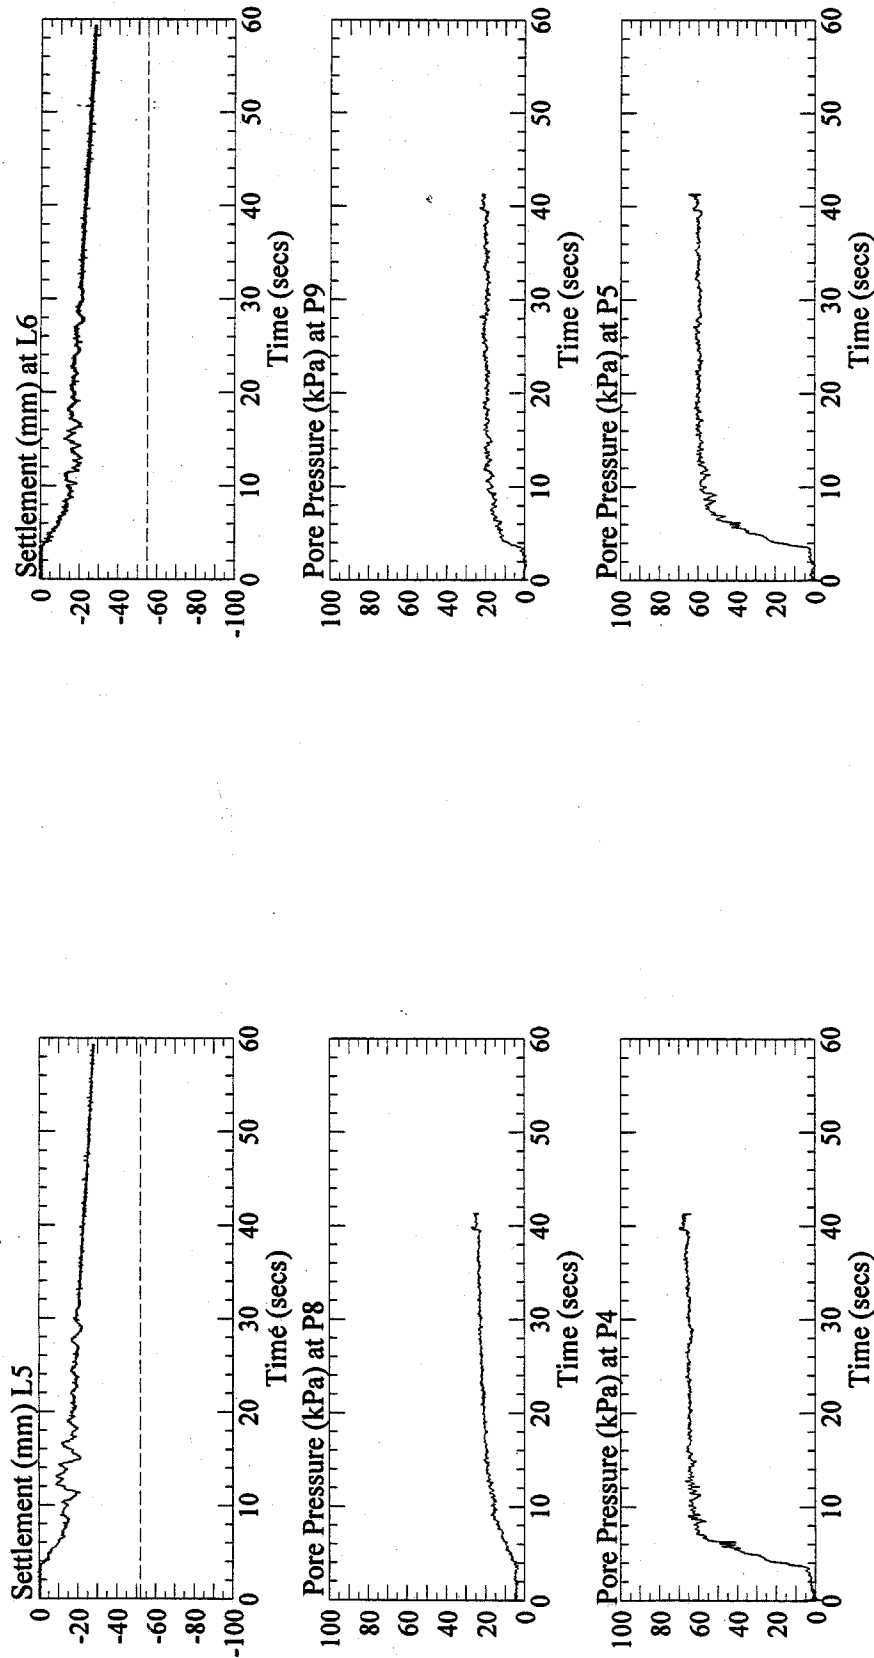 Settlement (mm) L5
0
-20
-40
-60
-80
-100
0 10 20 30 40 50 60
Time (secs)
Pore Pressure (kPa) at P8
100
80
60
40
20
0
0 10 20 30 40 50 60
Time (secs)
Pore Pressure (kPa) at P4
100
80
60
40
20
0
0 10 20 30 40 50 60
Time (secs)
Settlement (mm) at L6
0
-20
-40
-60
-80
-100
0 10 20 30 40 50 60
Time (secs)
Pore Pressure (kPa) at P9
100
80
60
40
20
0
0 10 20 30 40 50 60
Time (secs)
Pore Pressure (kPa) at P5
100
80
60
40
20
0
0 10 20 30 40 50 60
Time (secs)